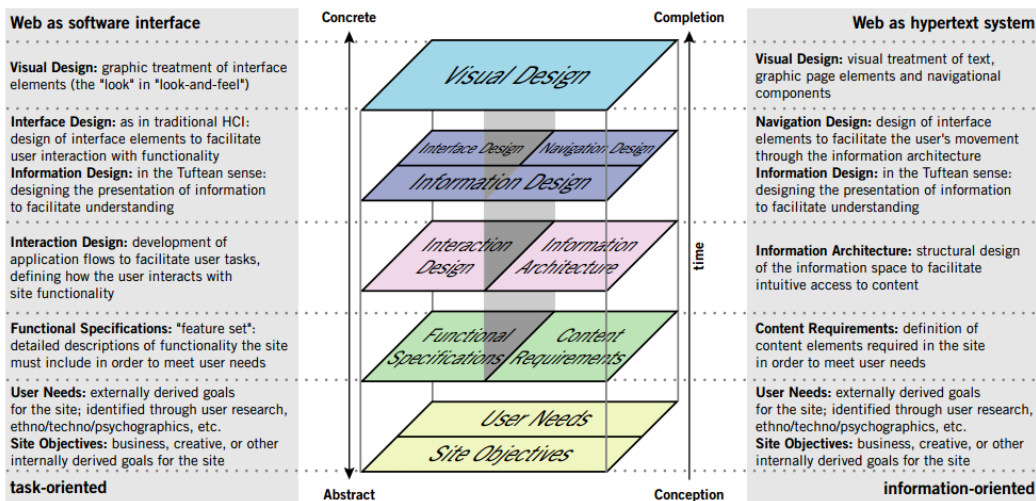 Web as software interface
Visual Design: graphic treatment of interface
elements (the "look" in "look-and-feel")
Interface Design: as in traditional HCI:
design of interface elements to facilitate
user interaction with functionality
Information Design: in the Tuftean sense:
designing the presentation of information
to facilitate understanding
Interaction Design: development of
application flows to facilitate user tasks,
defining how the user interacts with
site functionality
Functional Specifications: "feature set":
detailed descriptions of functionality the site
must include in order to meet user needs
User Needs: externally derived goals
for the site; identified through user research,
ethno/techno/psychographics, etc.
Site Objectives: business, creative, or other
internally derived goals for the site
task-oriented
Concrete
Completion
Visual Design
Interface Design
Navigation Design
Information Design
Interaction
Design
Information
Architecture
Functional
Specifications
Content
Requirements
User Needs
Site Objectives
time
Abstract
Conception
Web as hypertext system
Visual Design: visual treatment of text,
graphic page elements and navigational
components
Navigation Design: design of interface
elements to facilitate the user's movement
through the information architecture
Information Design: in the Tuftean sense:
designing the presentation of information
to facilitate understanding
Information Architecture: structural design
of the information space to facilitate
intuitive access to content
Content Requirements: definition of
content elements required in the site
in order to meet user needs
User Needs: externally derived goals
for the site; identified through user research,
ethno/techno/psychographics, etc.
Site Objectives: business, creative, or other
internally derived goals for the site
information-oriented